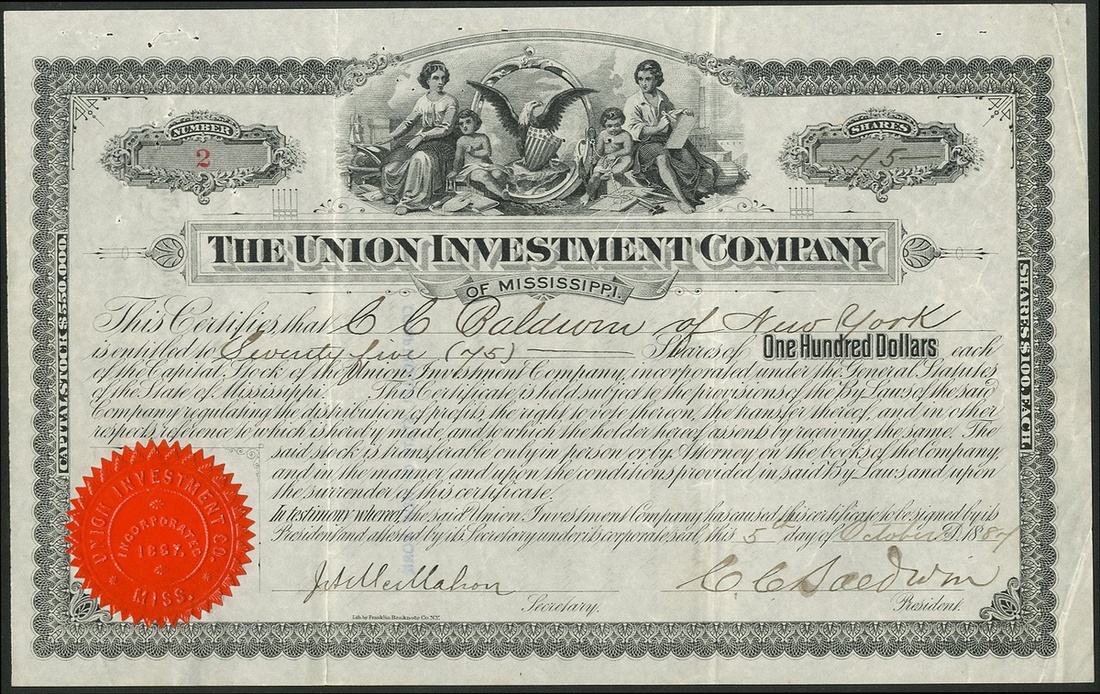 NUMBER
2
SHARES
75
THE UNION INVESTMENT COMPANY
OF MISSISSIPPI.
This Certifies, that C C Baldwin of New York
is entitled to Seventy five (75) Shares of ONE HUNDRED DOLLARS each
of the Capital Stock of the Union Investment Company, incorporated under the General Statutes
of the State of Mississippi. This Certificate is held subject to the provisions of the By Laws of the said
Company regulating the distribution of profits, the right to vote thereon, the transfer thereof, and in other
respects reference to which is hereby made, and to which the holder hereof assents by receiving the same. The
said stock is transferable only in person or by Attorney on the books of the Company,
and in the manner and upon the conditions provided in said By Laws and upon
the surrender of this certificate.
In testimony whereof, the said Union Investment Company has caused this certificate to be signed by its
President and attested by its Secretary under its corporate seal, this 5th day of October A.D. 1887
C C Baldwin
Secretary.
President.
Lith by Franklin Banknote Co. N.Y.
CAPITAL STOCK $550,000.
SHARES $100. EACH.
UNION INVESTMENT CO.
INCORPORATED
1887.
MISS.